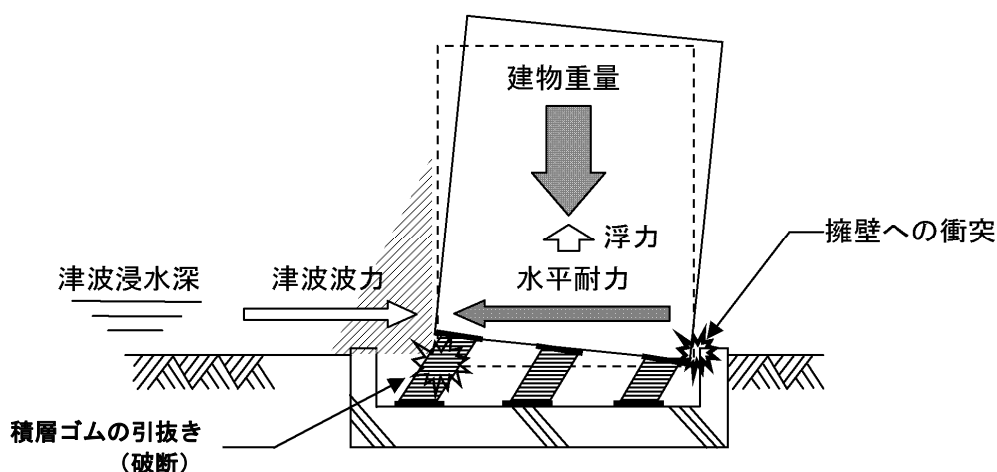 建物重量
浮力
擁壁への衝突
津波浸水深
津波波力
水平耐力
積層ゴムの引抜き
（破断）